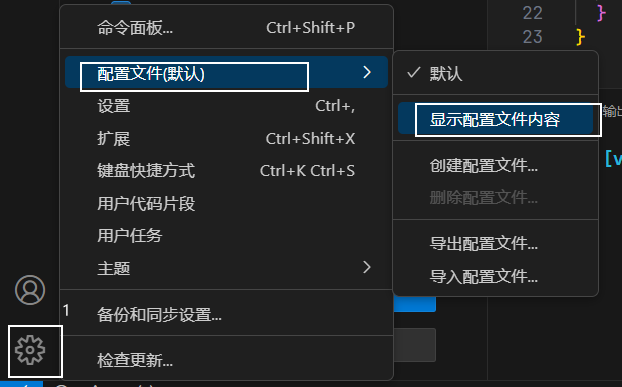 命令面板... Ctrl+Shift+P
配置文件(默认)
设置 Ctrl+,
扩展 Ctrl+Shift+X
键盘快捷方式 Ctrl+K Ctrl+S
用户代码片段
用户任务
主题
1
备份和同步设置...
检查更新...
默认
显示配置文件内容
创建配置文件...
删除配置文件...
导出配置文件...
导入配置文件...
22 }
23 }
输出
[v